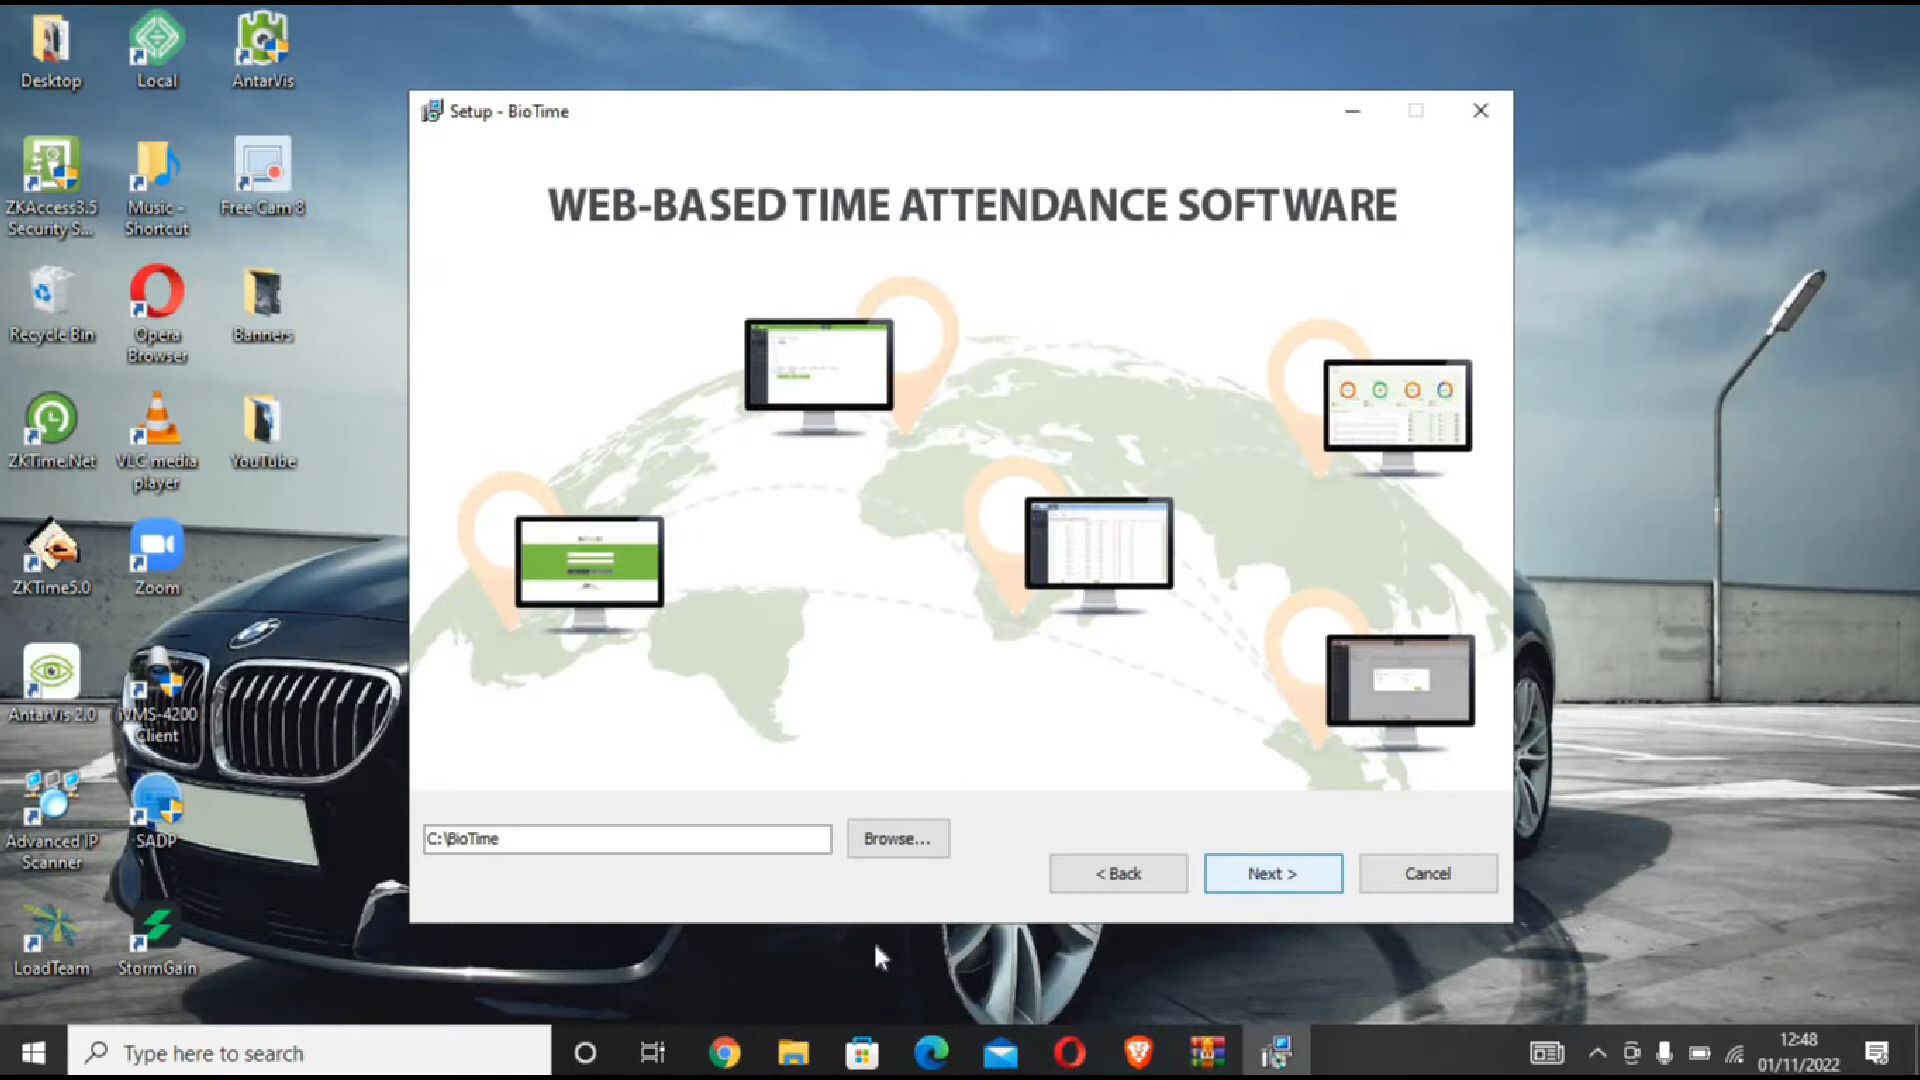 Desktop
Local
AntarVis
ZKAccess3.5
Security S...
Music -
Shortcut
Free Cam 8
Recycle Bin
Opera
Browser
Banners
ZKTime.Net
VLC media
player
YouTube
ZKTime5.0
Zoom
AntarVis 2.0
iVMS-4200
Client
Advanced IP
Scanner
SADP
LoadTeam
StormGain
Setup - BioTime
WEB-BASED TIME ATTENDANCE SOFTWARE
C:\BioTime
Browse...
< Back
Next >
Cancel
Type here to search
12:48
01/11/2022